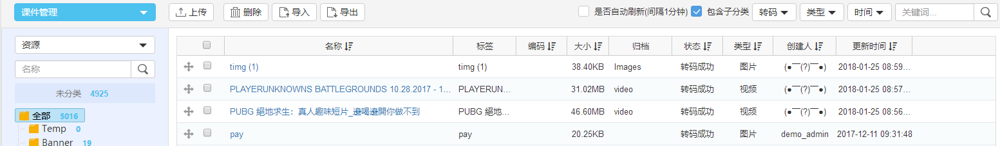 课件管理 上传 删除 导入 导出 是否自动刷新(间隔1分钟) 包含子分类 转码 类型 时间 关键词...
资源
名称
未分类 4925
全部 5016
Temp 0
Banner 19
名称 标签 编码 大小 归档 状态 类型 创建人 更新时间
timg (1) timg (1) 38.40KB Images 转码成功 图片 (●￣(?)￣●) 2018-01-25 08:59...
PLAYERUNKNOWNS BATTLEGROUNDS 10.28.2017 - 1... PLAYERUN... 31.02MB video 转码成功 视频 (●￣(?)￣●) 2018-01-25 08:57...
PUBG 絕地求生：真人趣味短片_邊喝邊開你做不到 PUBG 絕地... 46.60MB video 转码成功 视频 (●￣(?)￣●) 2018-01-25 08:56...
pay pay 20.25KB 转码成功 图片 demo_admin 2017-12-11 09:31:48